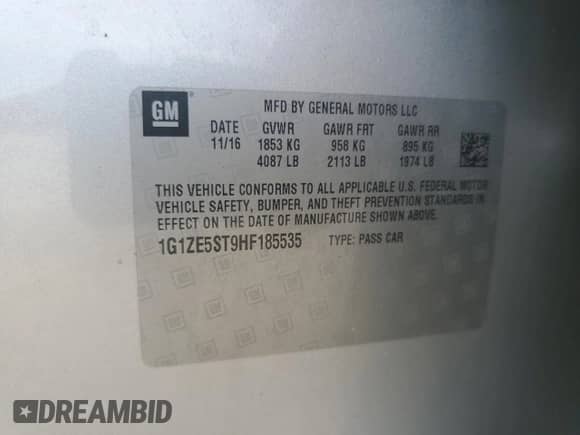 GM ®
MFD BY GENERAL MOTORS LLC
DATE GVWR GAWR FRT GAWR RR
11/16 1853 KG 958 KG 895 KG
4087 LB 2113 LB 1974 LB
THIS VEHICLE CONFORMS TO ALL APPLICABLE U.S. FEDERAL MOTOR
VEHICLE SAFETY, BUMPER, AND THEFT PREVENTION STANDARDS IN
EFFECT ON THE DATE OF MANUFACTURE SHOWN ABOVE.
1G1ZE5ST9HF185535 TYPE: PASS CAR
DREAMBID